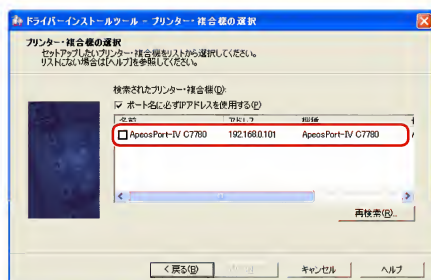 ドライバーインストールツール - プリンター・複合機の選択
プリンター・複合機の選択
セットアップしたいプリンター・複合機をリストから選択してください。
リストにない場合は[ヘルプ]を参照してください。
検索されたプリンター・複合機(D):
ポート名に必ずIPアドレスを使用する(P)
名前 アドレス 機種
ApeosPort-IV C7780 192.168.0.101 ApeosPort-IV C7780
再検索(R)...
< 戻る(B) キャンセル ヘルプ